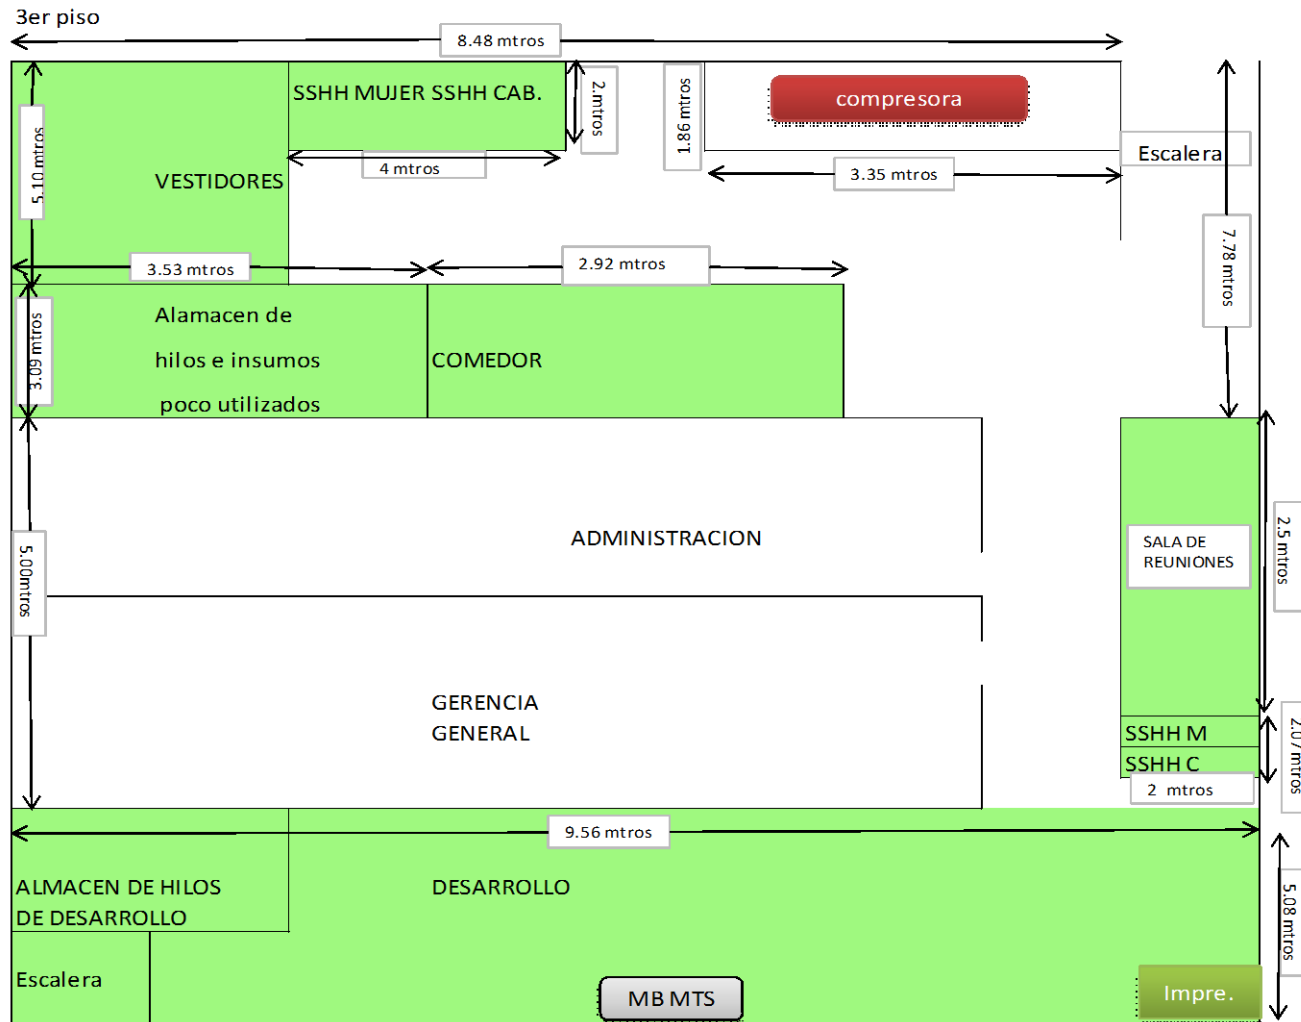 3er piso
8.48 mtros
SSHH MUJER SSHH CAB.
2.mtros
1.86 mtros
compresora
5.10 mtros
Escalera
4 mtros
VESTIDORES
3.35 mtros
7.78 mtros
3.53 mtros
2.92 mtros
3.09 mtros
Alamacen de
hilos e insumos
poco utilizados
COMEDOR
ADMINISTRACION
SALA DE
REUNIONES
2.5 mtros
5.00mtros
GERENCIA
GENERAL
SSHH M
SSHH C
2.07 mtros
2 mtros
9.56 mtros
ALMACEN DE HILOS
DE DESARROLLO
DESARROLLO
5.08 mtros
Escalera
MB MTS
Impre.